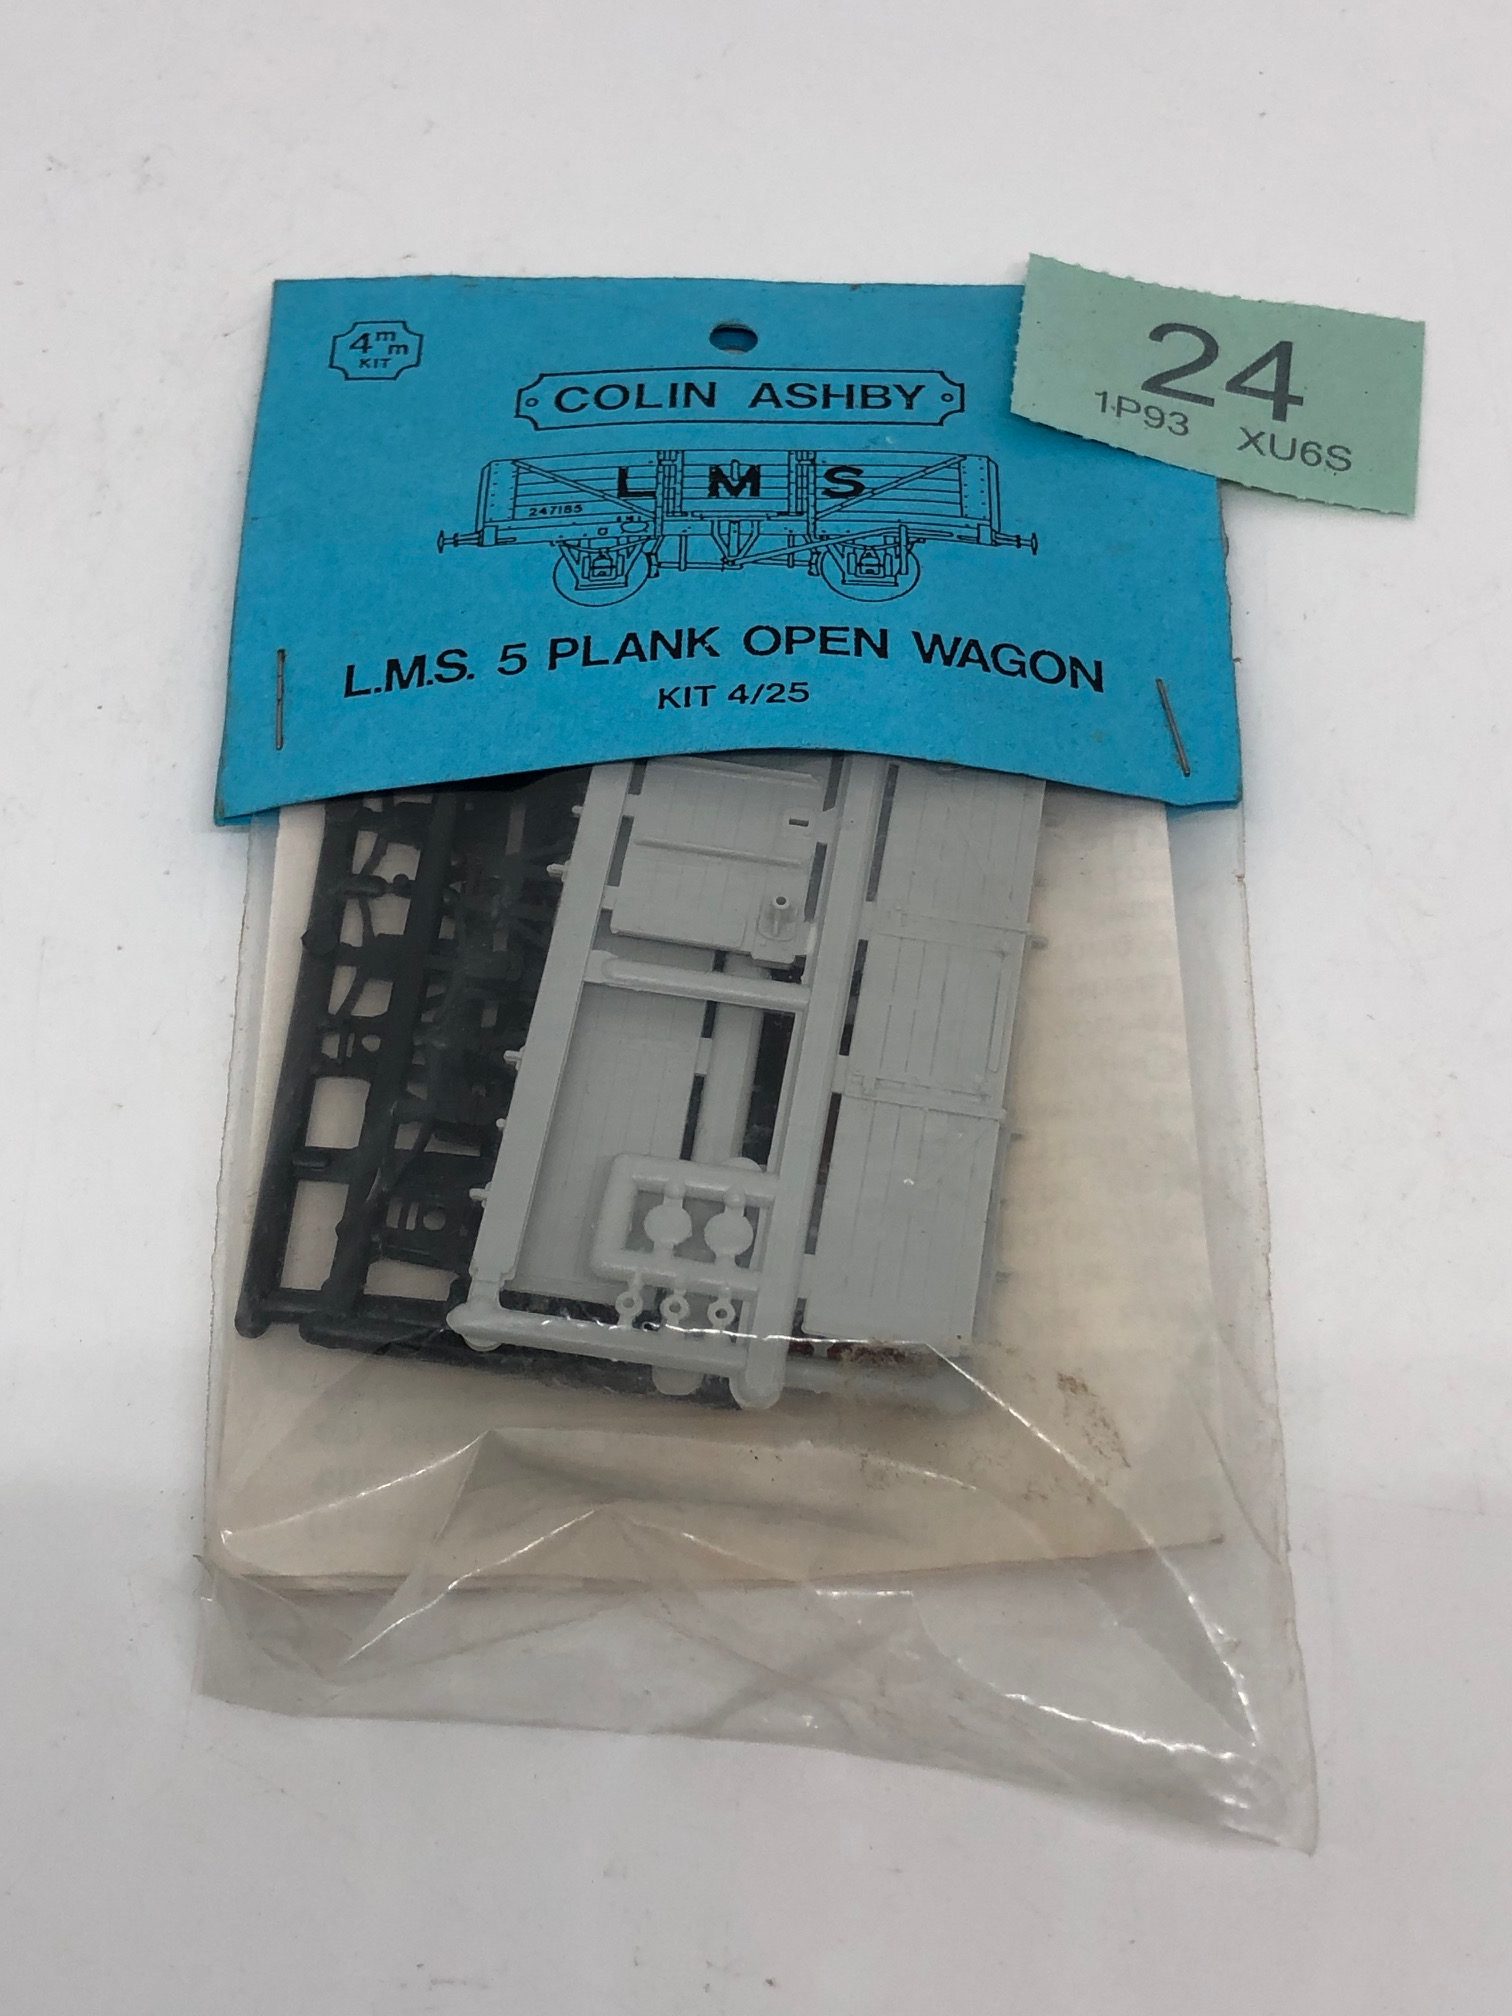 4mm
KIT
COLIN ASHBY
L M S
247185
L.M.S. 5 PLANK OPEN WAGON
KIT 4/25
24
1P93 XU6S